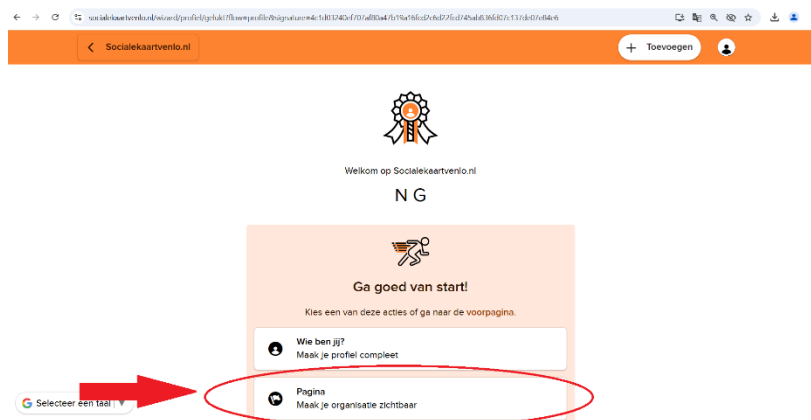 Socialekaartvenlo.nl
Toevoegen
Welkom op Socialekaartvenlo.nl
N G
Ga goed van start!
Kies een van deze acties of ga naar de voorpagina.
Wie ben jij?
Maak je profiel compleet
Pagina
Maak je organisatie zichtbaar
G Selecteer een taal